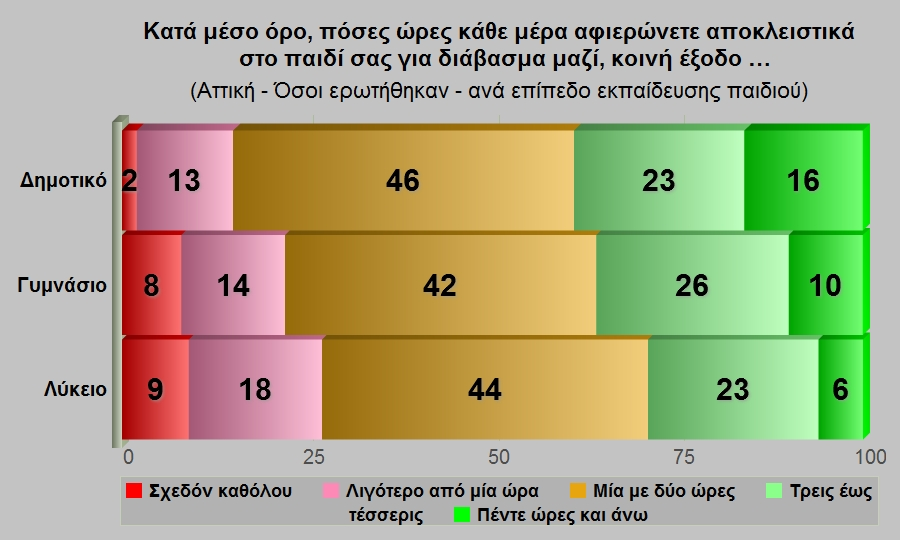 Κατά μέσο όρο, πόσες ώρες κάθε μέρα αφιερώνετε αποκλειστικά
στο παιδί σας για διάβασμα μαζί, κοινή έξοδο …
(Αττική - Όσοι ερωτήθηκαν - ανά επίπεδο εκπαίδευσης παιδιού)
Δημοτικό 2 13 46 23 16
Γυμνάσιο 8 14 42 26 10
Λύκειο 9 18 44 23 6
0 25 50 75 100
Σχεδόν καθόλου Λιγότερο από μία ώρα Μία με δύο ώρες Τρεις έως
τέσσερις Πέντε ώρες και άνω